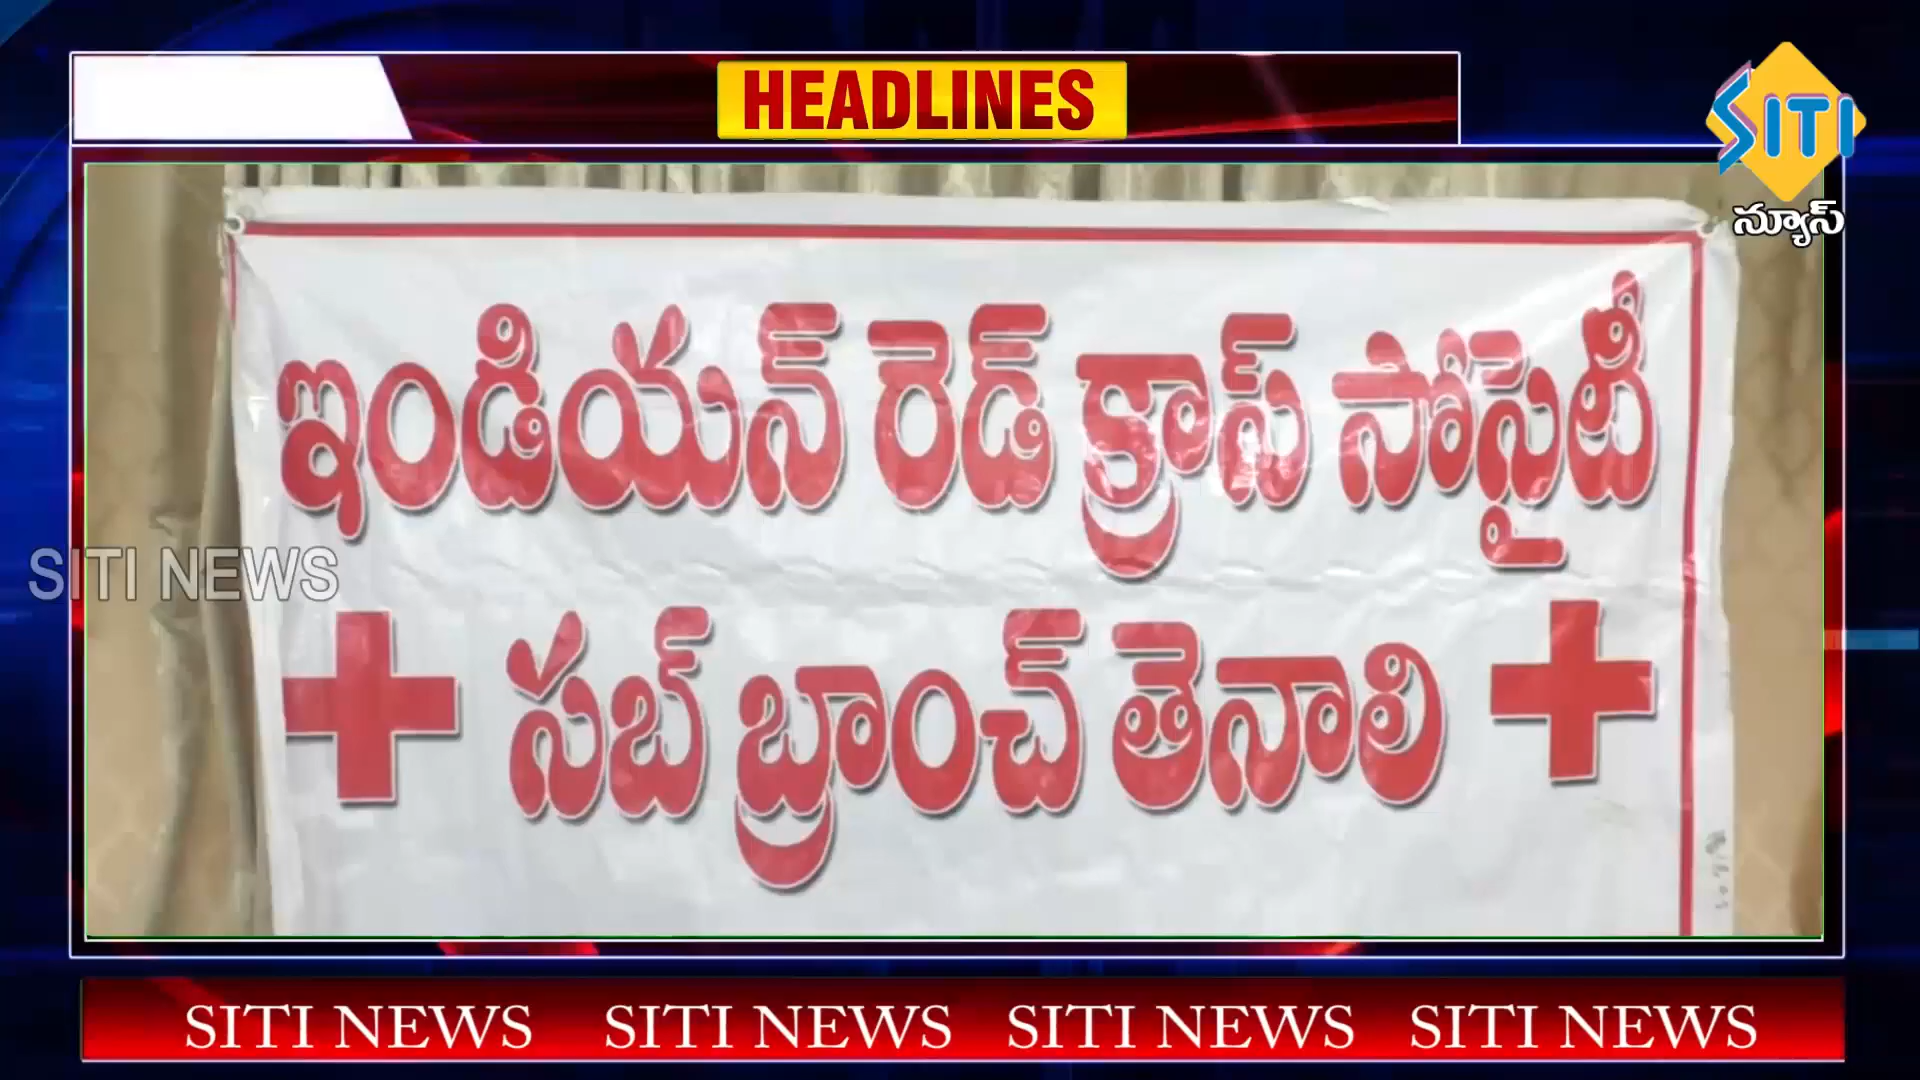 HEADLINES
SITI
న్యూస్
ఇండియన్ రెడ్ క్రాస్ సోసైటీ
SITI NEWS
+ సబ్ బ్రాంచ్ తెనాలి +
SITI NEWS SITI NEWS SITI NEWS SITI NEWS